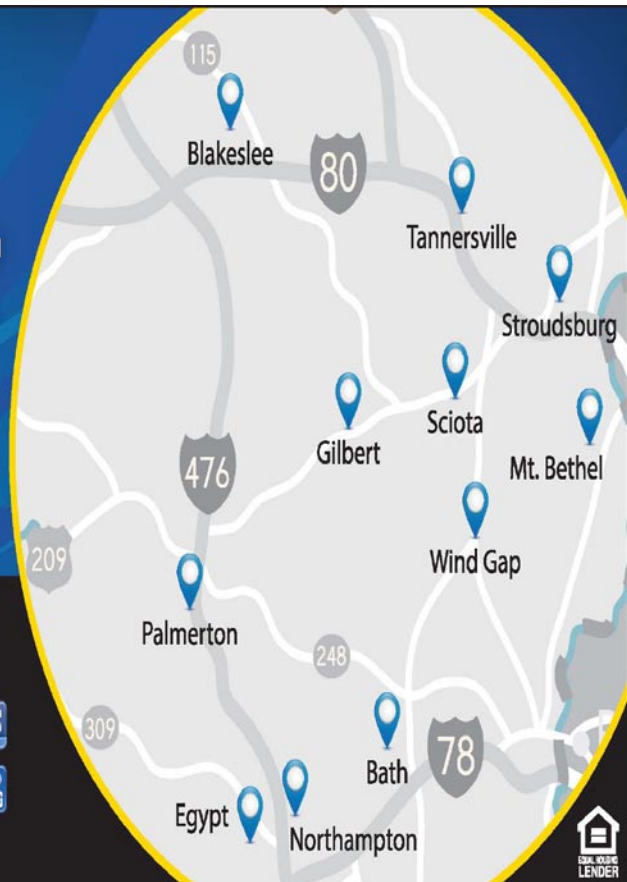 115
Blakeslee
80
Tannersville
Stroudsburg
Sciota
Gilbert
Mt. Bethel
476
Wind Gap
209
Palmerton
248
309
Bath
78
Egypt
Northampton
EQUAL HOUSING
LENDER